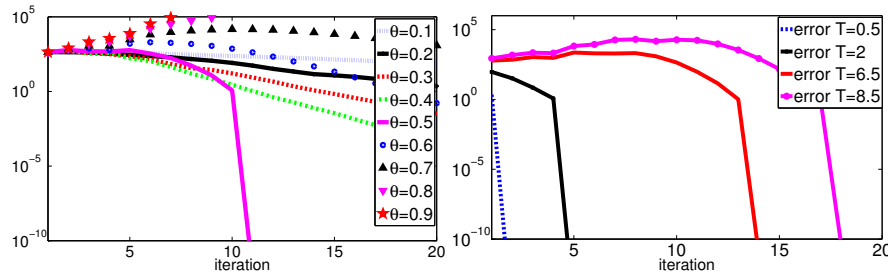 10^5
10^0
10^-5
10^-10
5
10
15
20
iteration
θ=0.1
θ=0.2
θ=0.3
θ=0.4
θ=0.5
θ=0.6
θ=0.7
θ=0.8
θ=0.9
10^5
10^0
10^-5
10^-10
5
10
15
20
iteration
error T=0.5
error T=2
error T=6.5
error T=8.5